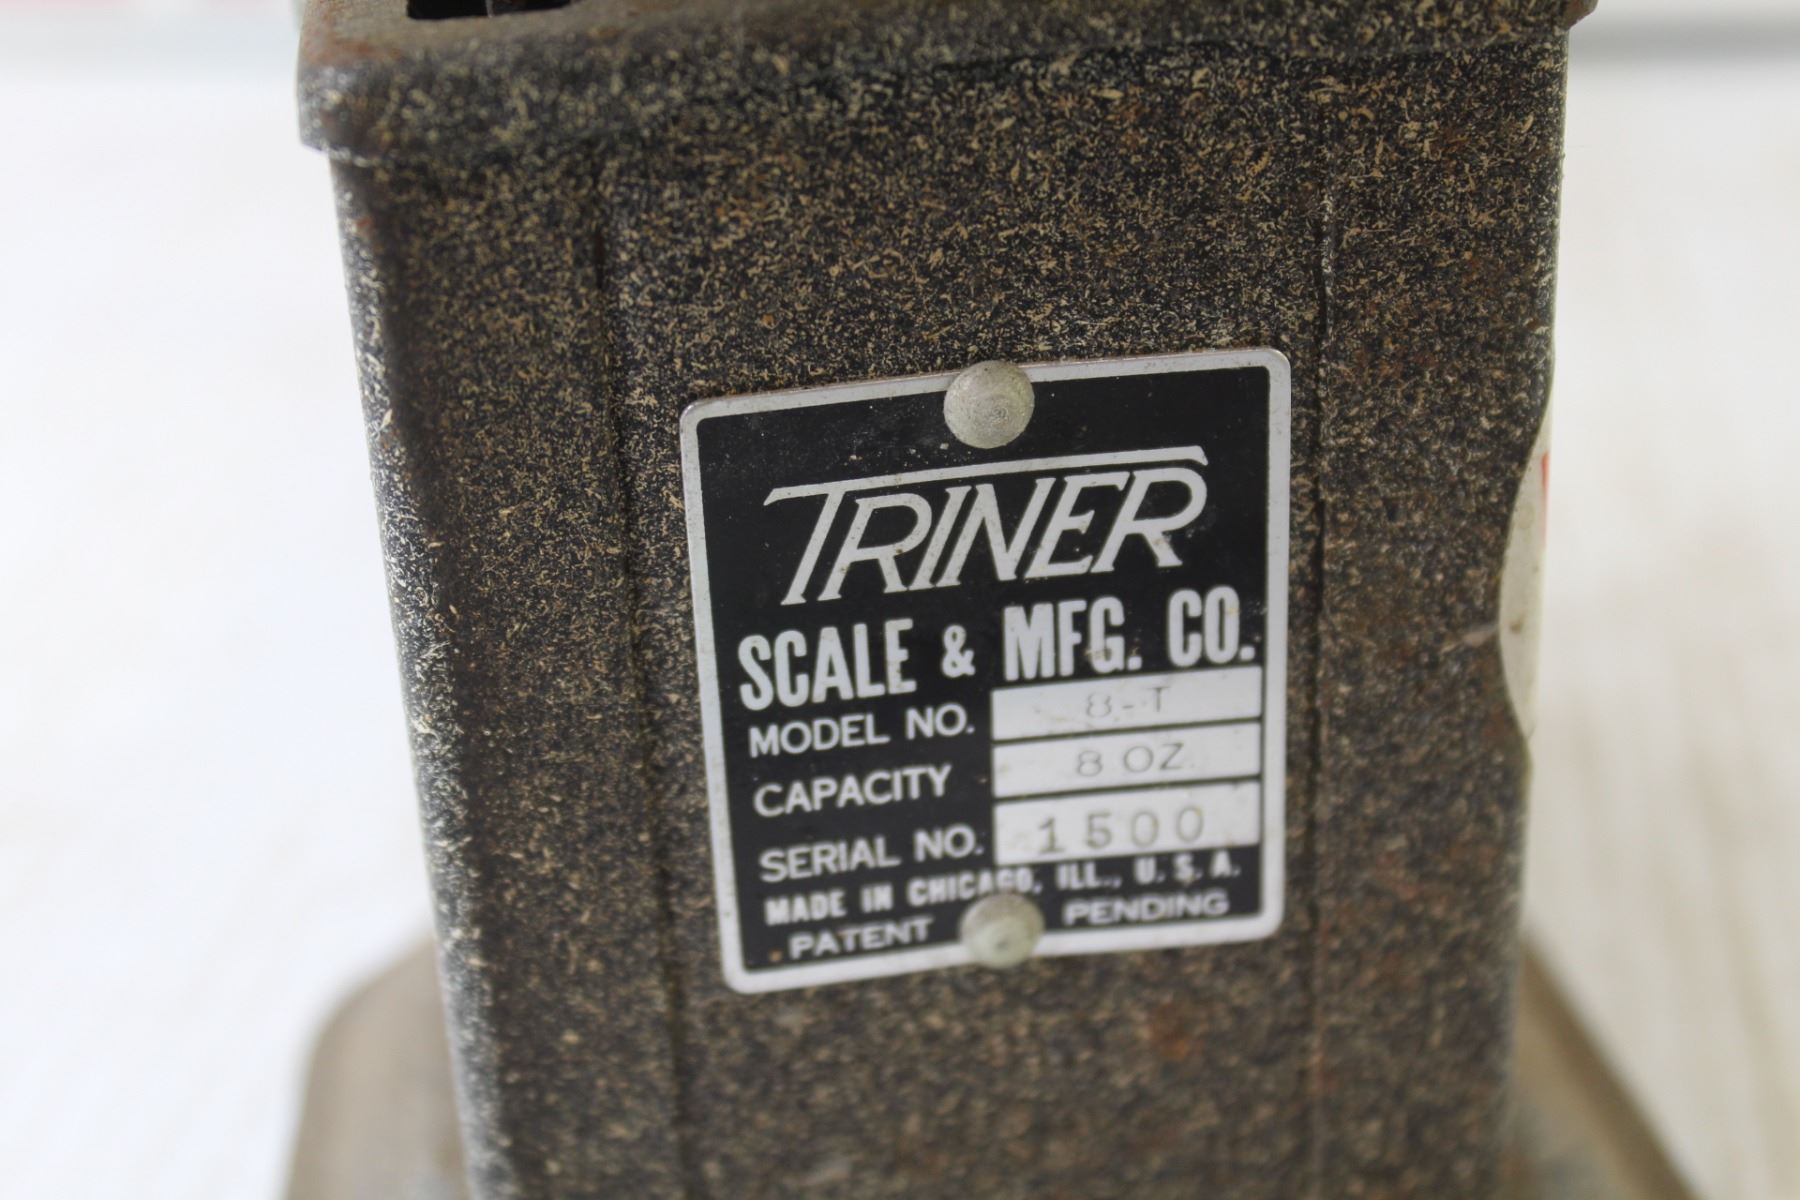 TRINER
SCALE & MFG. CO.
MODEL NO. 8-T
CAPACITY 8 OZ.
SERIAL NO. 1500
MADE IN CHICAGO, ILL., U.S.A.
PATENT PENDING